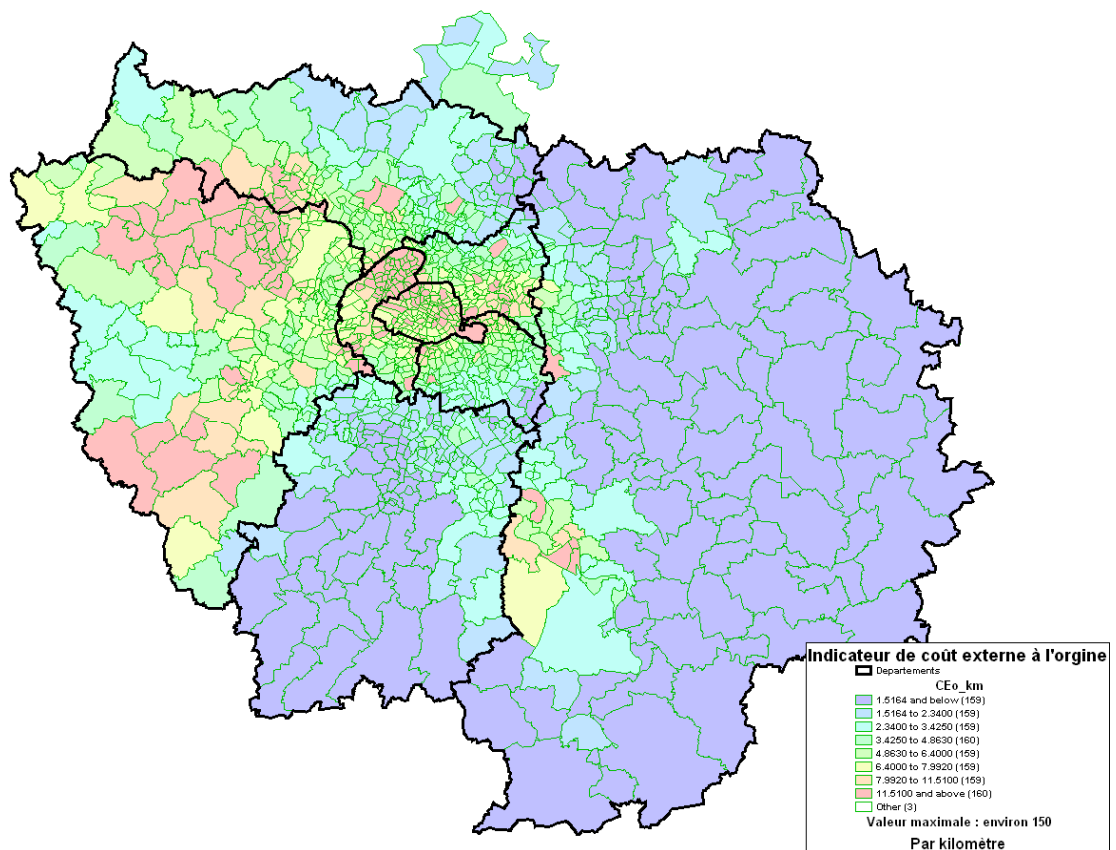 Indicateur de coût externe à l'orgine
Departements
CEo_km
1.5164 and below (159)
1.5164 to 2.3400 (159)
2.3400 to 3.4250 (159)
3.4250 to 4.8630 (160)
4.8630 to 6.4000 (159)
6.4000 to 7.9920 (159)
7.9920 to 11.5100 (159)
11.5100 and above (160)
Other (3)
Valeur maximale : environ 150
Par kilomètre